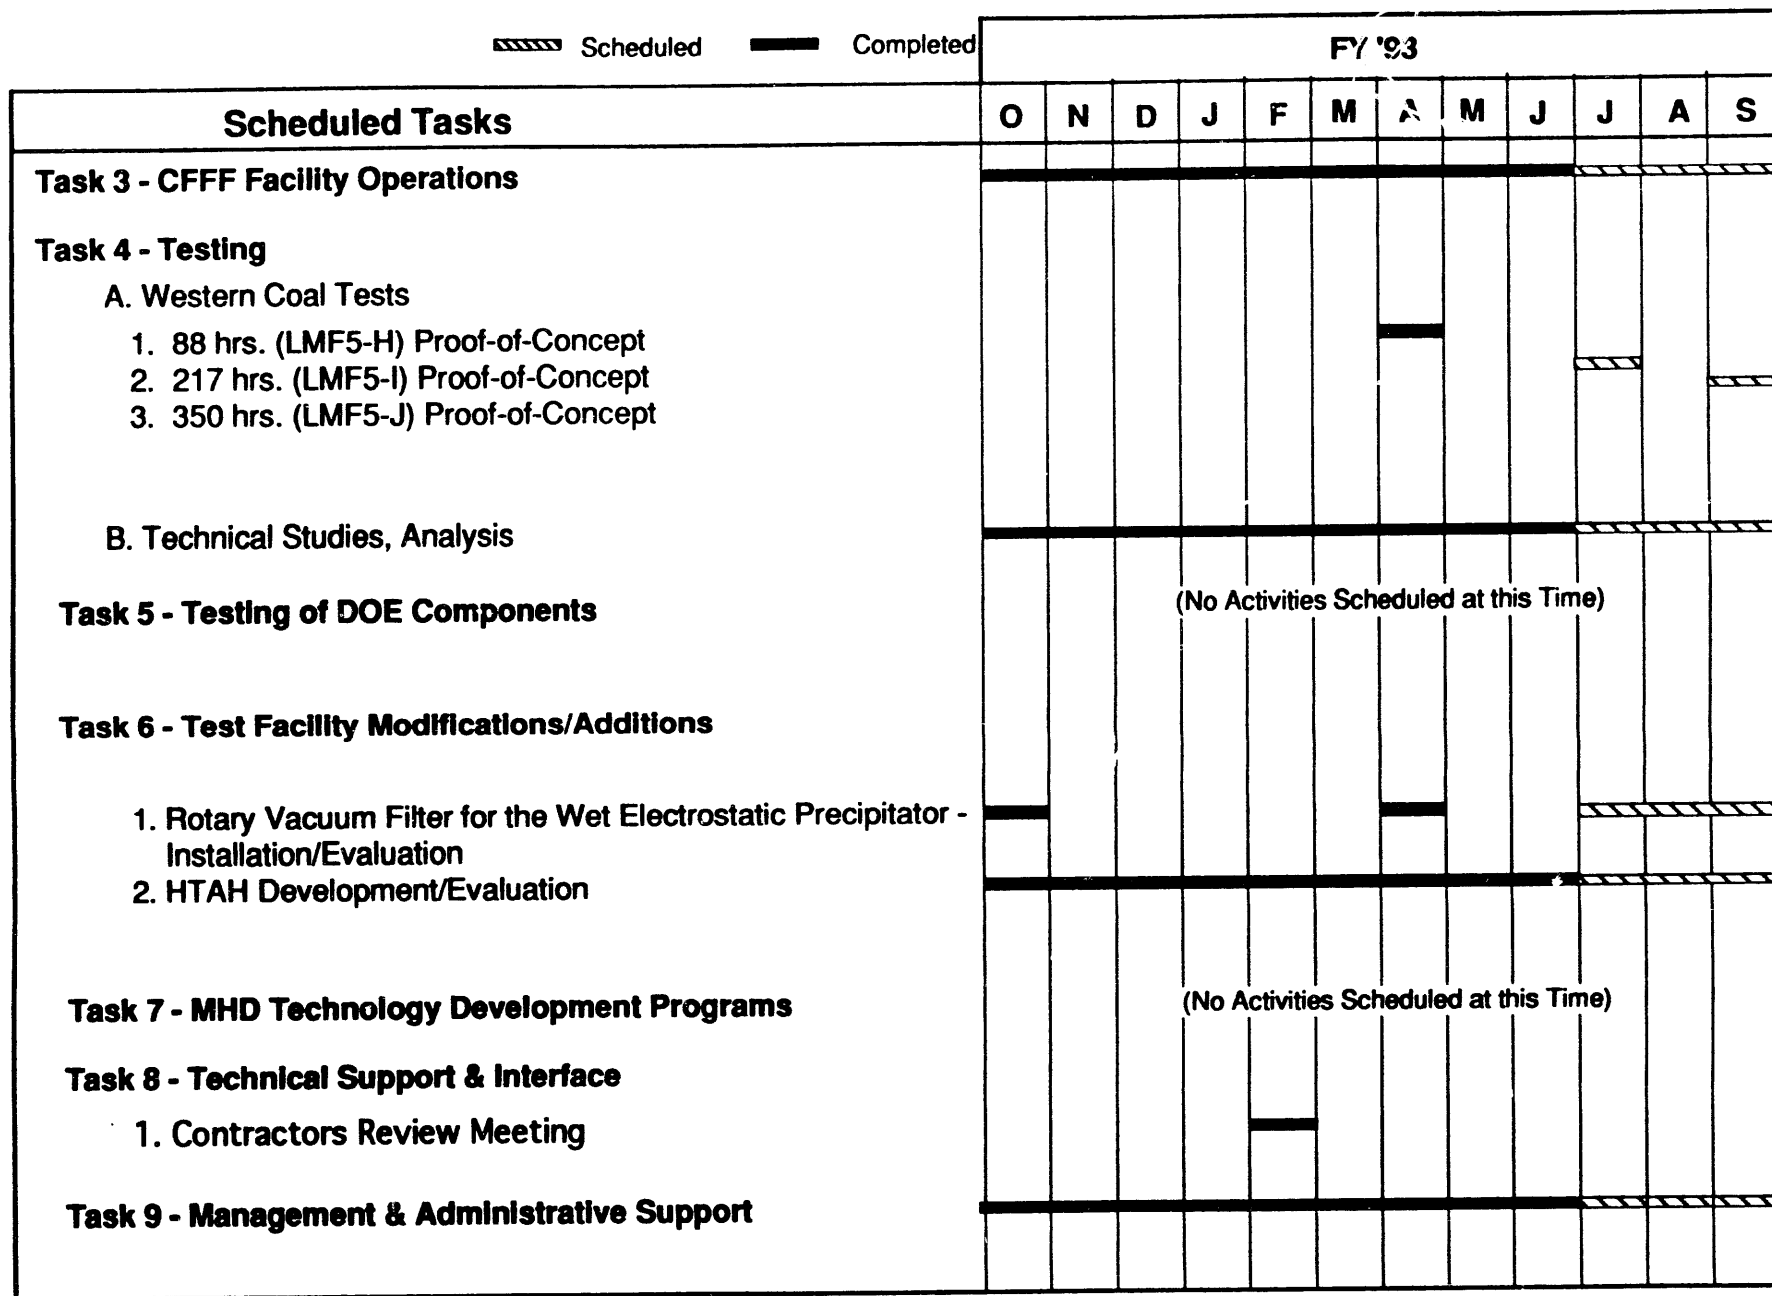 Scheduled Completed
FY '93
Scheduled Tasks O N D J F M A M J J A S
Task 3 - CFFF Facility Operations
Task 4 - Testing
A. Western Coal Tests
1. 88 hrs. (LMF5-H) Proof-of-Concept
2. 217 hrs. (LMF5-I) Proof-of-Concept
3. 350 hrs. (LMF5-J) Proof-of-Concept
B. Technical Studies, Analysis
Task 5 - Testing of DOE Components (No Activities Scheduled at this Time)
Task 6 - Test Facility Modifications/Additions
1. Rotary Vacuum Filter for the Wet Electrostatic Precipitator -
Installation/Evaluation
2. HTAH Development/Evaluation
Task 7 - MHD Technology Development Programs (No Activities Scheduled at this Time)
Task 8 - Technical Support & Interface
1. Contractors Review Meeting
Task 9 - Management & Administrative Support